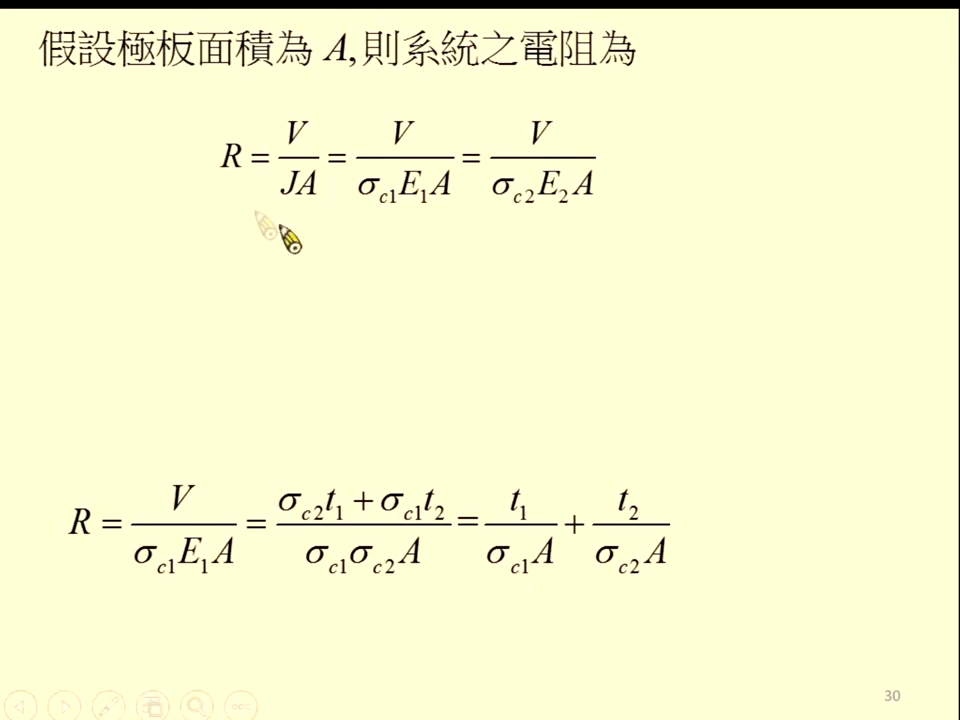 假設極板面積為 A,則系統之電阻為
R = V/JA = V/σc1E1A = V/σc2E2A
R = V/σc1E1A = σc2t1 + σc1t2/σc1σc2A = t1/σc1A + t2/σc2A
30